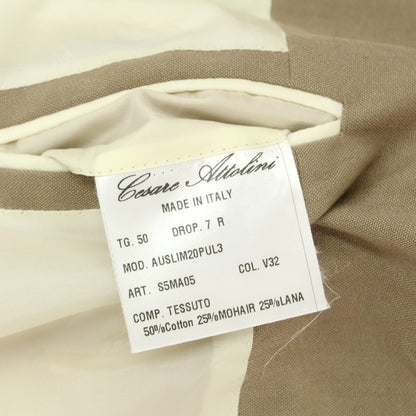 Cesare Attolini
MADE IN ITALY
TG. 50 DROP. 7 R
MOD. AUSLIM20PUL3
ART. S5MA05 COL. V32
COMP. TESSUTO
50%Cotton 25%MOHAIR 25%LANA